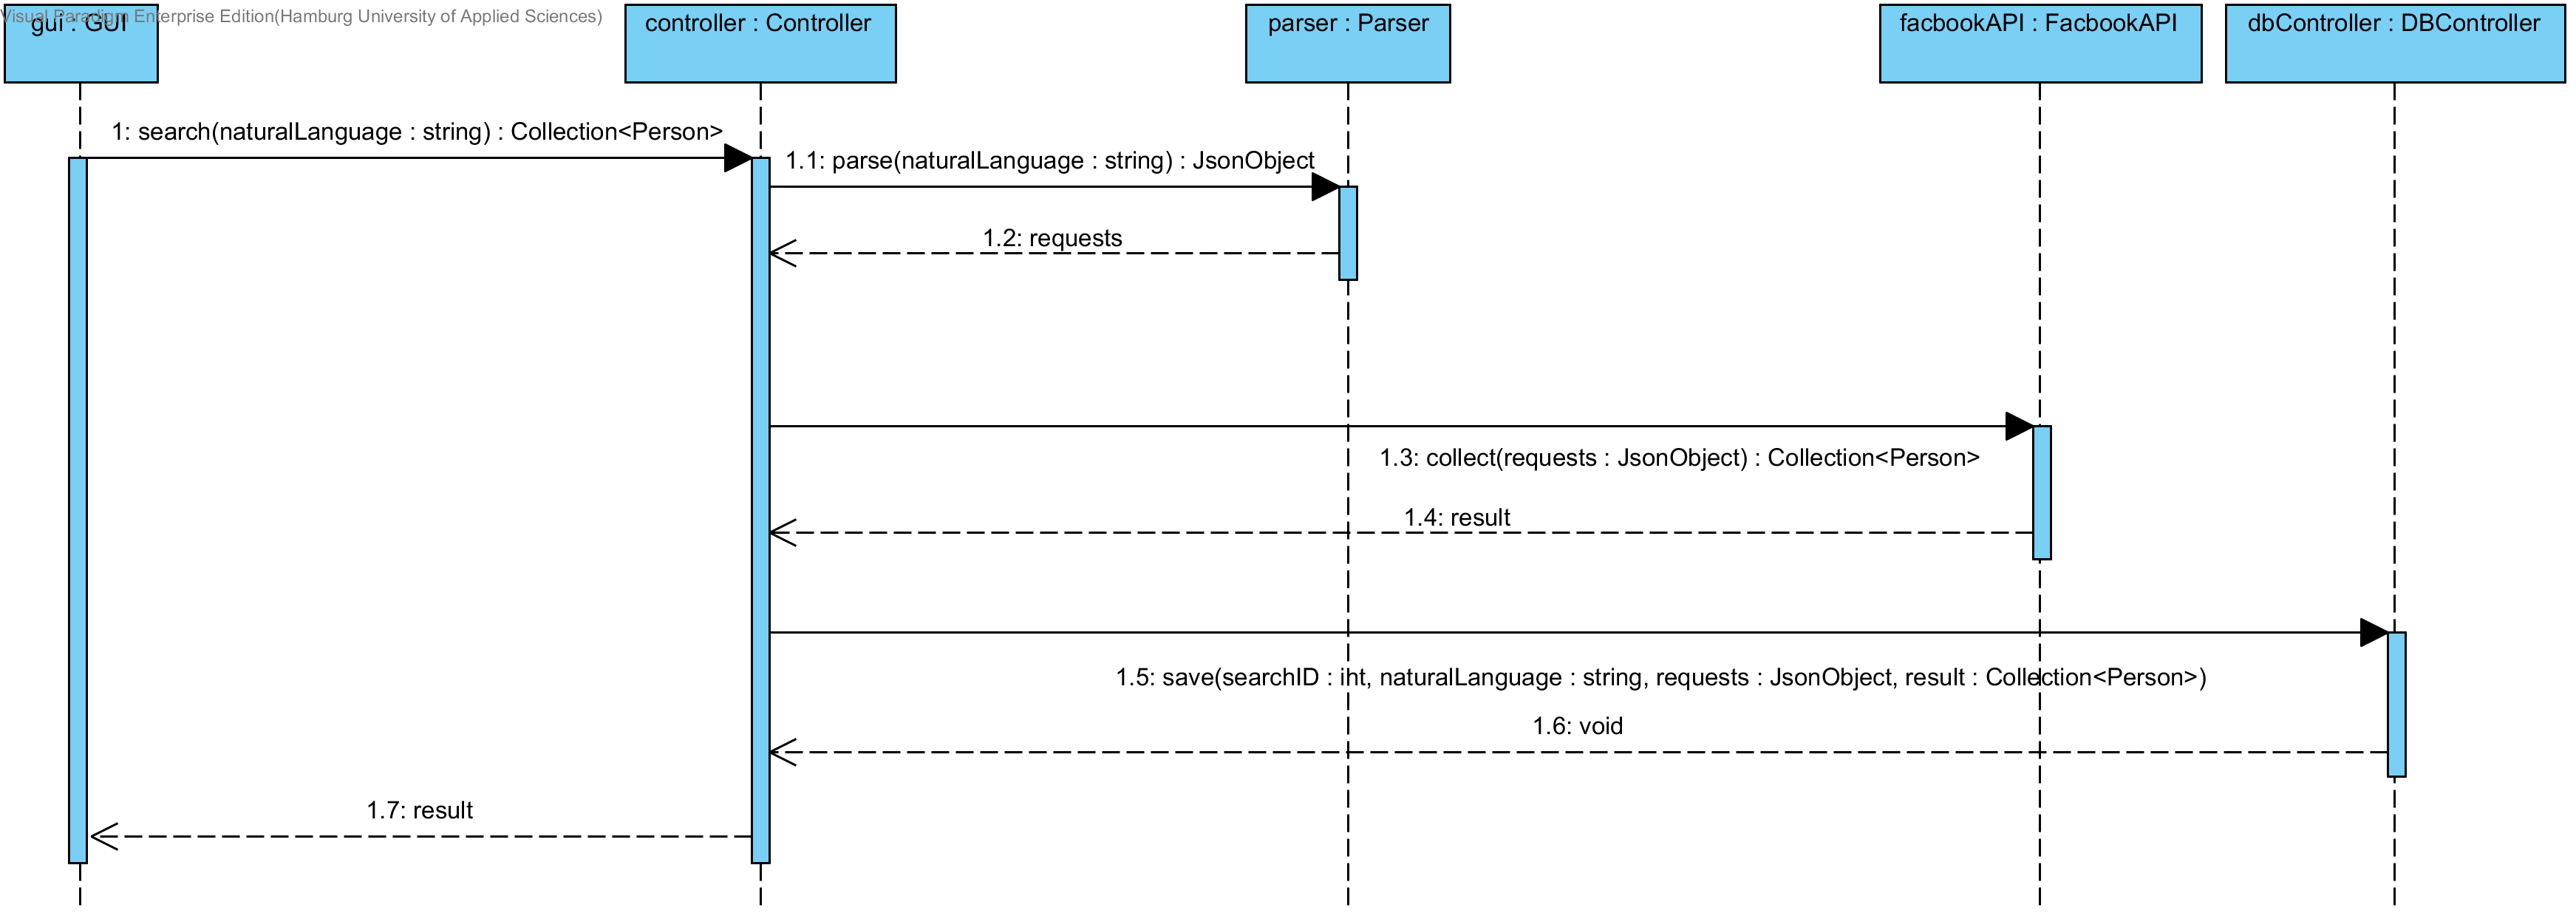 Visual Paradigm Enterprise Edition(Hamburg University of Applied Sciences)
gui : GUI
controller : Controller
parser : Parser
facbookAPI : FacbookAPI
dbController : DBController
1: search(naturalLanguage : string) : Collection<Person>
1.1: parse(naturalLanguage : string) : JsonObject
1.2: requests
1.3: collect(requests : JsonObject) : Collection<Person>
1.4: result
1.5: save(searchID : int, naturalLanguage : string, requests : JsonObject, result : Collection<Person>)
1.6: void
1.7: result